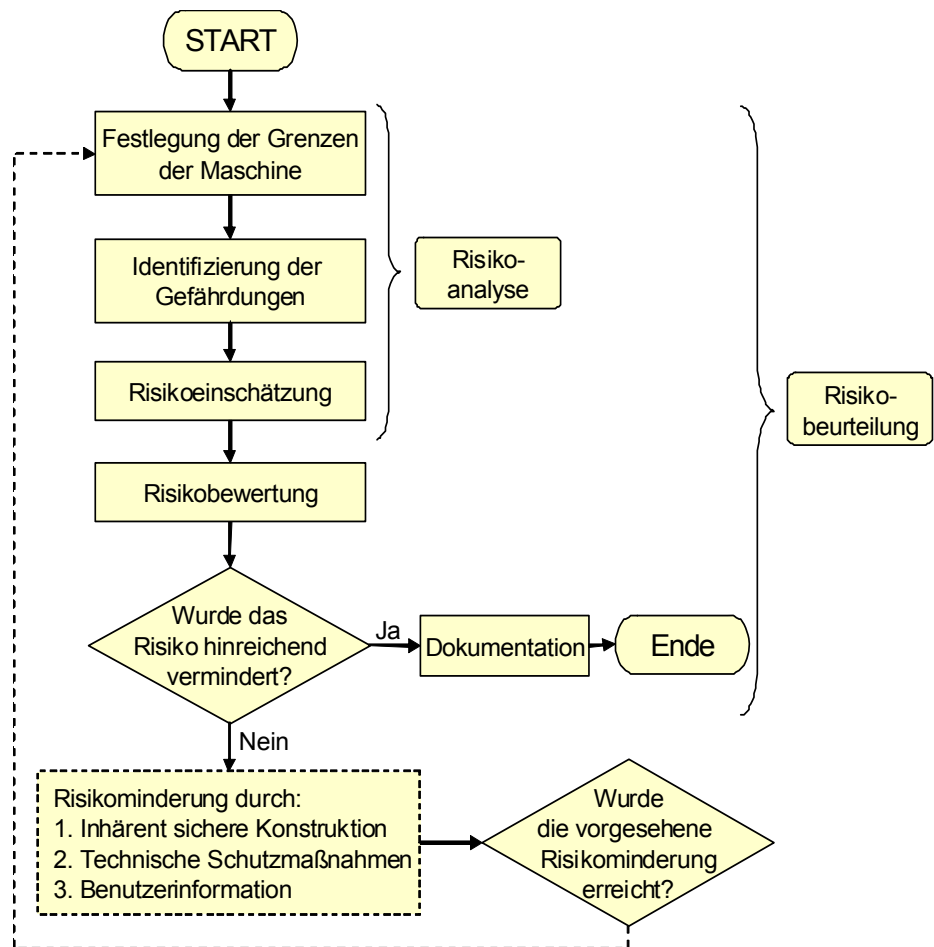 START
Festlegung der Grenzen
der Maschine
Identifizierung der
Gefährdungen
Risiko-
analyse
Risikoeinschätzung
Risiko-
beurteilung
Risikobewertung
Wurde das
Risiko hinreichend
vermindert?
Ja
Dokumentation
Ende
Nein
Risikominderung durch:
1. Inhärent sichere Konstruktion
2. Technische Schutzmaßnahmen
3. Benutzerinformation
Wurde
die vorgesehene
Risikominderung
erreicht?